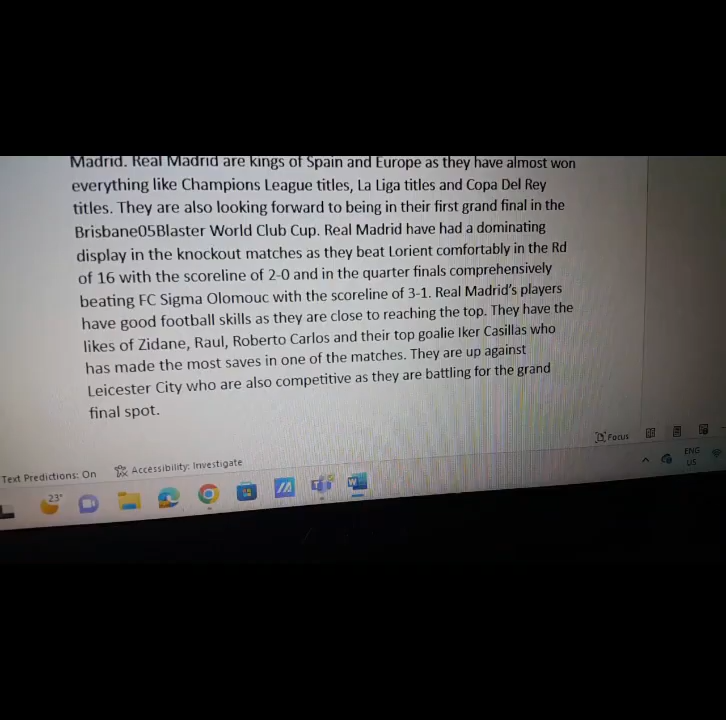 Madrid. Real Madrid are kings of Spain and Europe as they have almost won
everything like Champions League titles, La Liga titles and Copa Del Rey
titles. They are also looking forward to being in their first grand final in the
Brisbane05Blaster World Club Cup. Real Madrid have had a dominating
display in the knockout matches as they beat Lorient comfortably in the Rd
of 16 with the scoreline of 2-0 and in the quarter finals comprehensively
beating FC Sigma Olomouc with the scoreline of 3-1. Real Madrid's players
have good football skills as they are close to reaching the top. They have the
likes of Zidane, Raul, Roberto Carlos and their top goalie Iker Casillas who
has made the most saves in one of the matches. They are up against
Leicester City who are also competitive as they are battling for the grand
final spot.
Text Predictions: On Accessibility: Investigate Focus
23° ENG
US